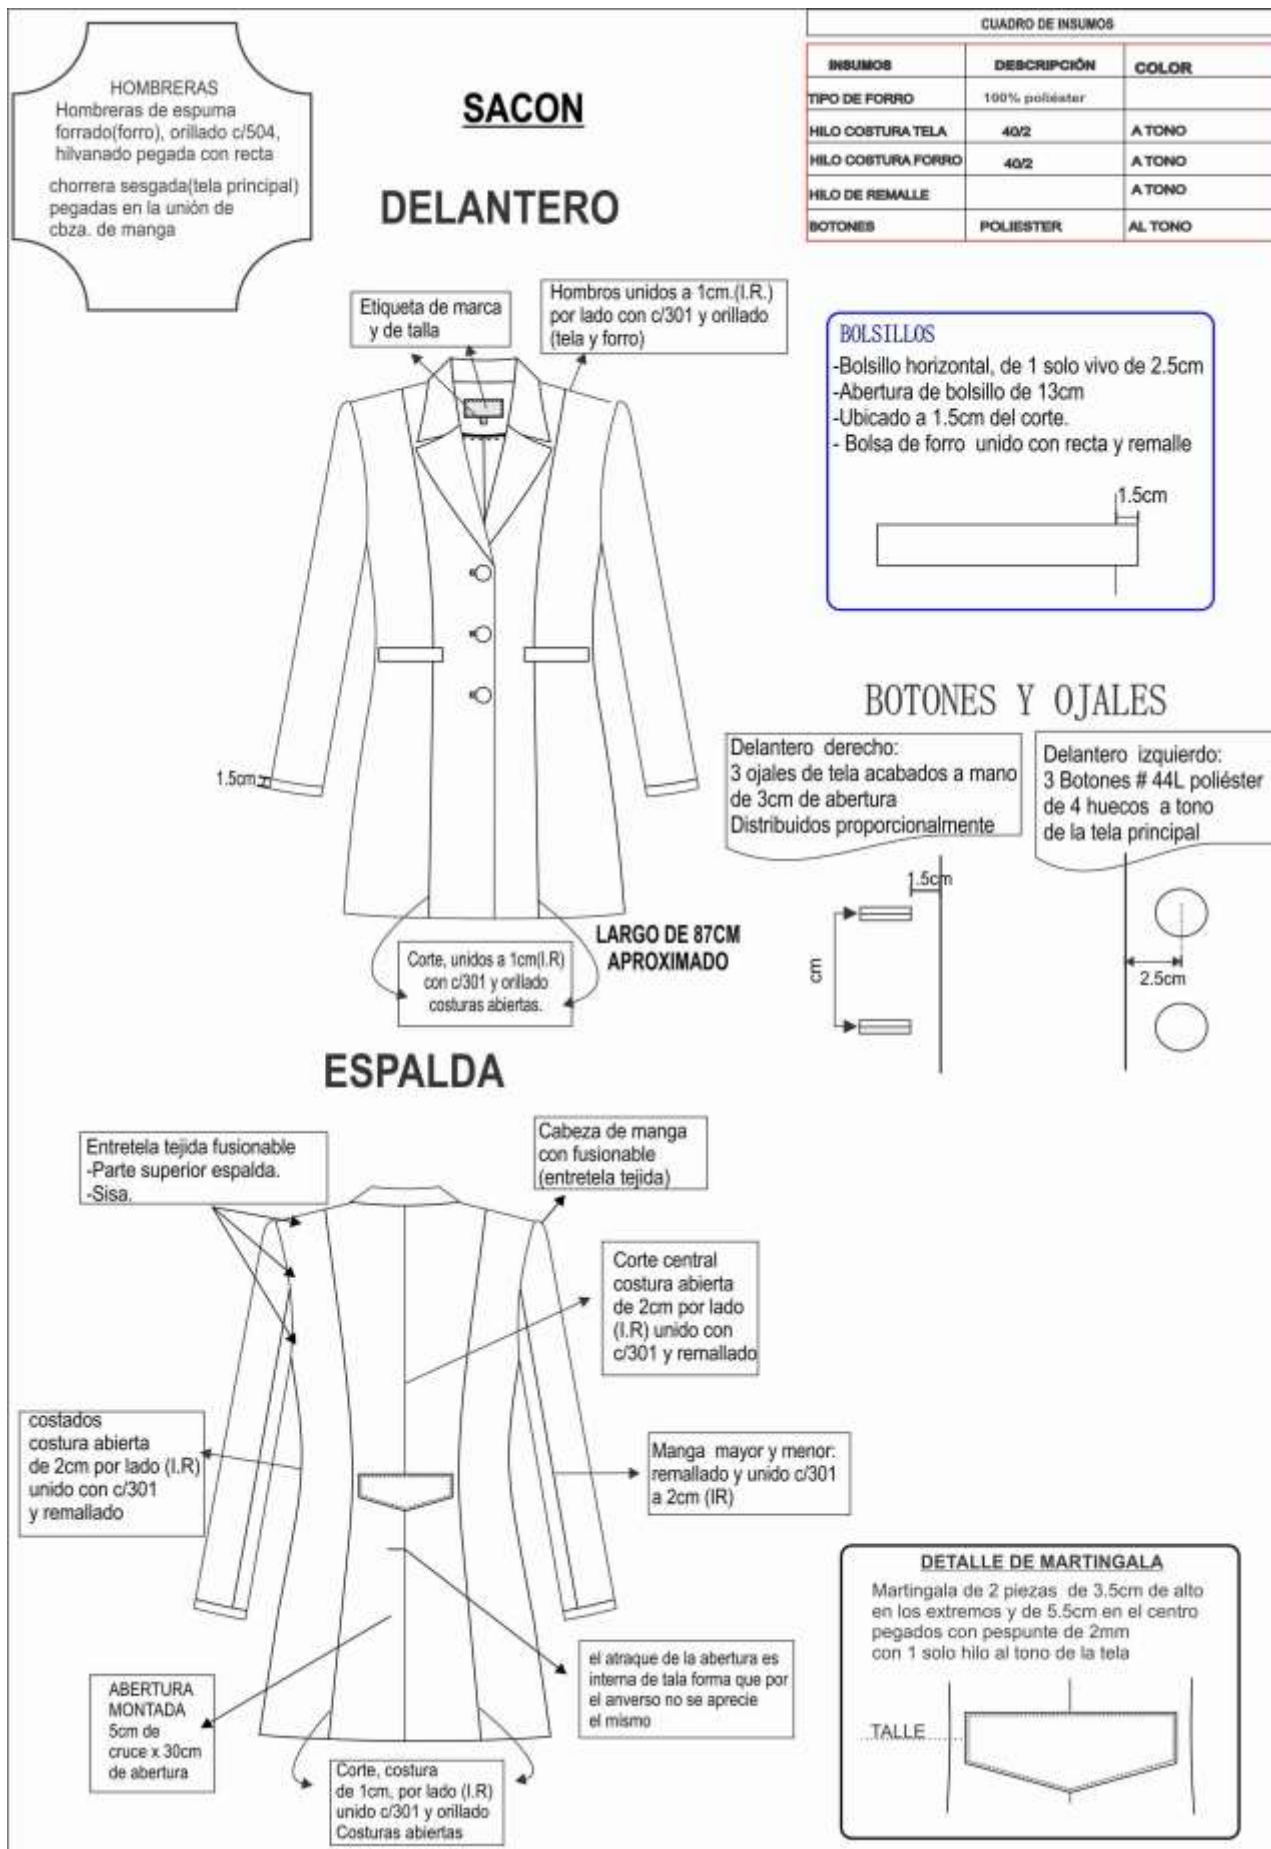 HOMBRERAS
Hombreras de espuma
forrado(forro), orillado c/504,
hilvanado pegada con recta
chorrera sesgada(tela principal)
pegadas en la unión de
cbza. de manga
SACON
DELANTERO
CUADRO DE INSUMOS
INSUMOS DESCRIPCIÓN COLOR
TIPO DE FORRO 100% poliéster
HILO COSTURA TELA 40/2 A TONO
HILO COSTURA FORRO 40/2 A TONO
HILO DE REMALLE A TONO
BOTONES POLIESTER AL TONO
Etiqueta de marca
y de talla
Hombros unidos a 1cm.(I.R.)
por lado con c/301 y orillado
(tela y forro)
BOLSILLOS
-Bolsillo horizontal, de 1 solo vivo de 2.5cm
-Abertura de bolsillo de 13cm
-Ubicado a 1.5cm del corte.
- Bolsa de forro unido con recta y remalle
1.5cm
1.5cm
BOTONES Y OJALES
Delantero derecho:
3 ojales de tela acabados a mano
de 3cm de abertura
Distribuidos proporcionalmente
Delantero izquierdo:
3 Botones # 44L poliéster
de 4 huecos a tono
de la tela principal
1.5cm
cm
2.5cm
LARGO DE 87CM
APROXIMADO
Corte, unidos a 1cm(I.R)
con c/301 y orillado
costuras abiertas.
ESPALDA
Entretela tejida fusionable
-Parte superior espalda.
-Sisa.
Cabeza de manga
con fusionable
(entretela tejida)
Corte central
costura abierta
de 2cm por lado
(I.R) unido con
c/301 y remallado
costados
costura abierta
de 2cm por lado (I.R)
unido con c/301
y remallado
Manga mayor y menor:
remallado y unido c/301
a 2cm (IR)
ABERTURA
MONTADA
5cm de
cruce x 30cm
de abertura
el atraque de la abertura es
interna de tala forma que por
el anverso no se aprecie
el mismo
Corte, costura
de 1cm, por lado (I.R)
unido c/301 y orillado
Costuras abiertas
DETALLE DE MARTINGALA
Martingala de 2 piezas de 3.5cm de alto
en los extremos y de 5.5cm en el centro
pegados con pespunte de 2mm
con 1 solo hilo al tono de la tela
TALLE